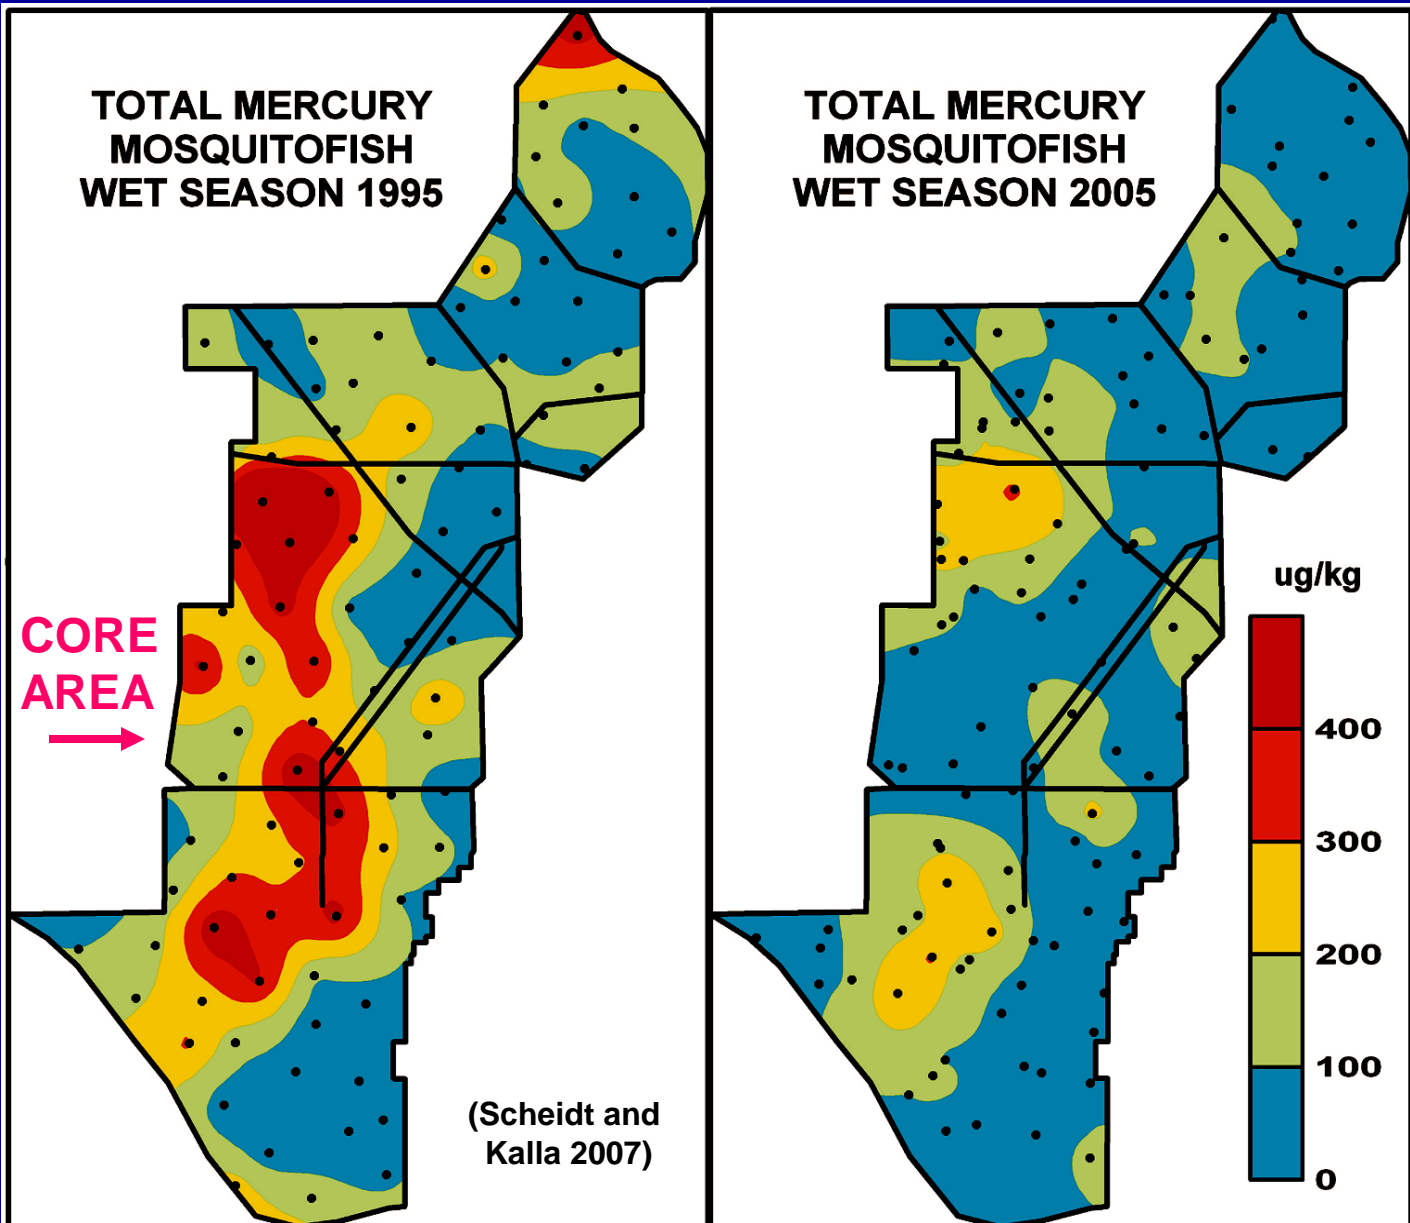 TOTAL MERCURY
MOSQUITOFISH
WET SEASON 1995
TOTAL MERCURY
MOSQUITOFISH
WET SEASON 2005
CORE
AREA
(Scheidt and
Kalla 2007)
ug/kg
400
300
200
100
0